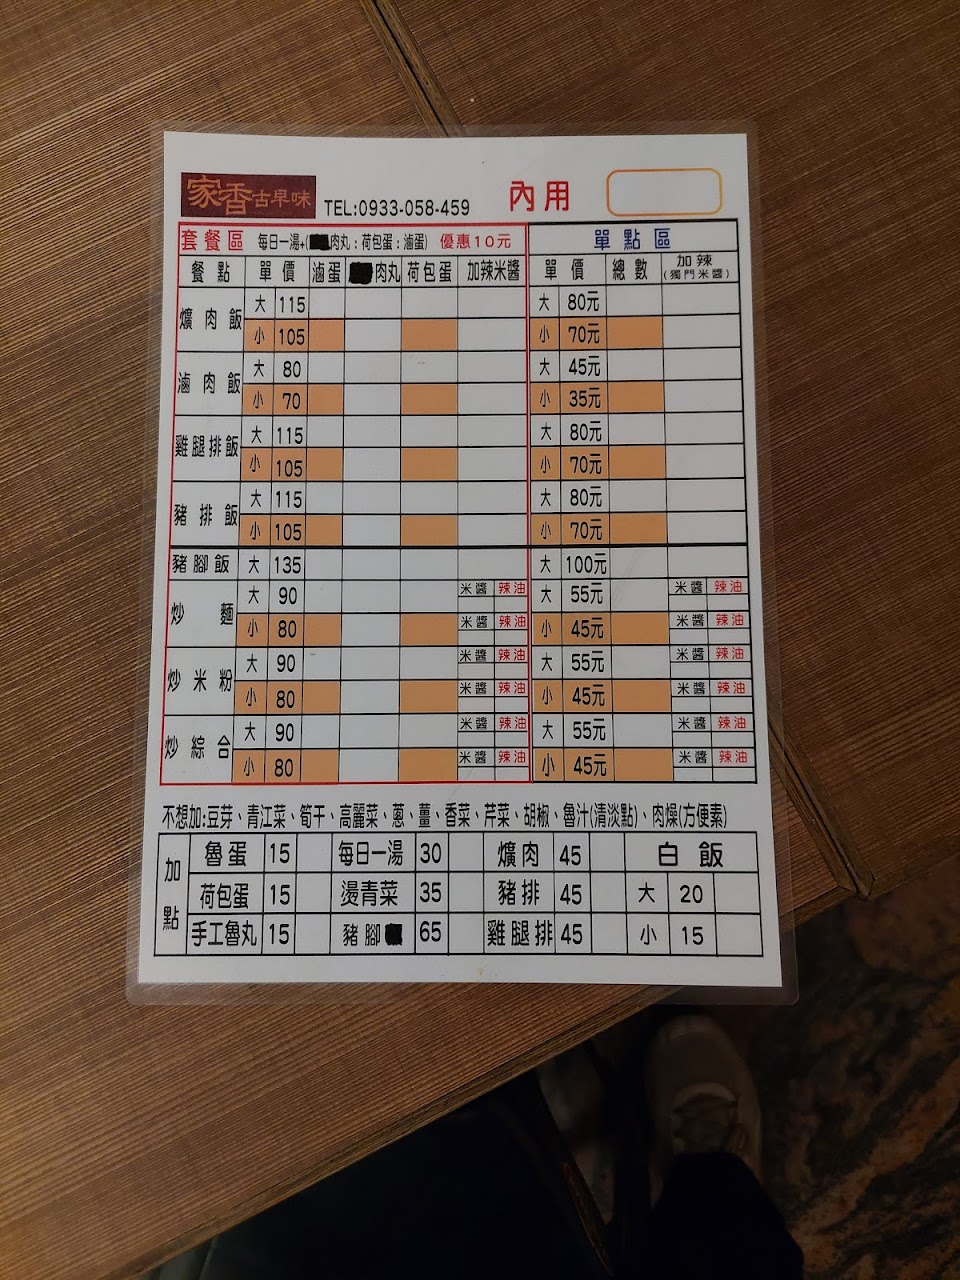 家香古早味 TEL:0933-058-459 內用
套餐區 每日一湯+(肉丸:荷包蛋:滷蛋) 優惠10元 單點區
餐點 單價 滷蛋 肉丸 荷包蛋 加辣米醬 單價 總數 加辣(獨門米醬)
爌肉飯 大 115 大 80元
小 105 小 70元
滷肉飯 大 80 大 45元
小 70 小 35元
雞腿排飯 大 115 大 80元
小 105 小 70元
豬排飯 大 115 大 80元
小 105 小 70元
豬腳飯 大 135 大 100元
炒麵 大 90 米醬 辣油 大 55元 米醬 辣油
小 80 米醬 辣油 小 45元 米醬 辣油
炒米粉 大 90 米醬 辣油 大 55元 米醬 辣油
小 80 米醬 辣油 小 45元 米醬 辣油
炒綜合 大 90 米醬 辣油 大 55元 米醬 辣油
小 80 米醬 辣油 小 45元 米醬 辣油
不想加:豆芽、青江菜、筍干、高麗菜、蔥、薑、香菜、芹菜、胡椒、魯汁(清淡點)、肉燥(方便素)
加點 魯蛋 15 每日一湯 30 爌肉 45 白飯
荷包蛋 15 燙青菜 35 豬排 45 大 20
手工魯丸 15 豬腳 65 雞腿排 45 小 15